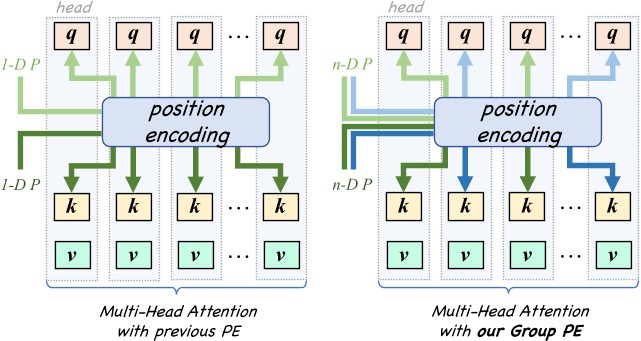 head
q q q ... q
1-D P
position
encoding
1-D P
k k k ... k
v v v ... v
Multi-Head Attention
with previous PE
head
q q q ... q
n-D P
position
encoding
n-D P
k k k ... k
v v v ... v
Multi-Head Attention
with our Group PE